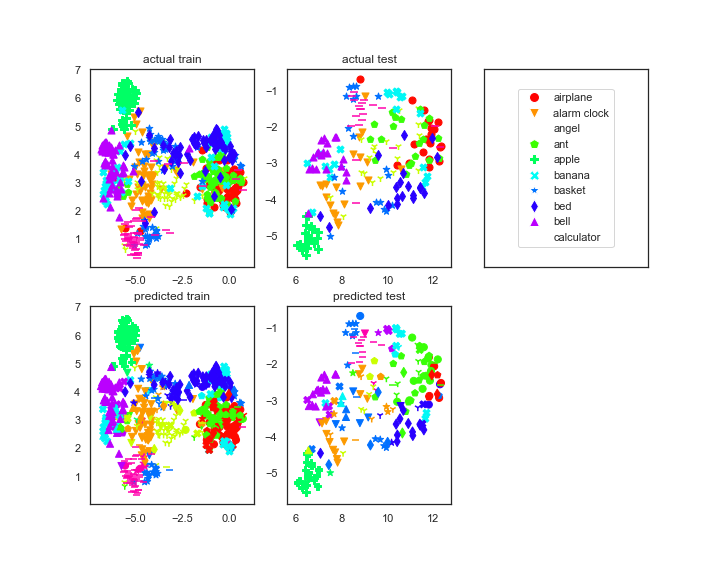 actual train
7
6
5
4
3
2
1
−5.0 −2.5 0.0
actual test
−1
−2
−3
−4
−5
6 8 10 12
airplane
alarm clock
angel
ant
apple
banana
basket
bed
bell
calculator
predicted train
7
6
5
4
3
2
1
−5.0 −2.5 0.0
predicted test
−1
−2
−3
−4
−5
6 8 10 12